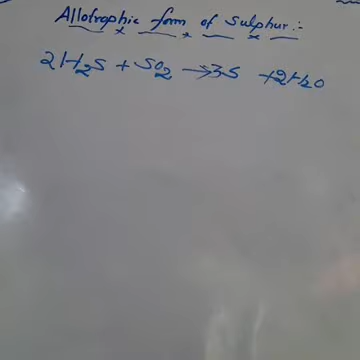 Allotrophic form of Sulphur:-
2H2S + SO2 → 3S + 2H2O